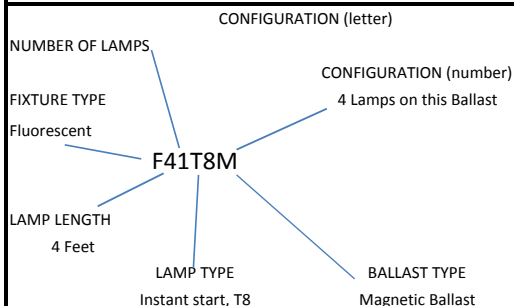 CONFIGURATION (letter)
NUMBER OF LAMPS
CONFIGURATION (number)
FIXTURE TYPE
4 Lamps on this Ballast
Fluorescent
F41T8M
LAMP LENGTH
4 Feet
LAMP TYPE
BALLAST TYPE
Instant start, T8
Magnetic Ballast